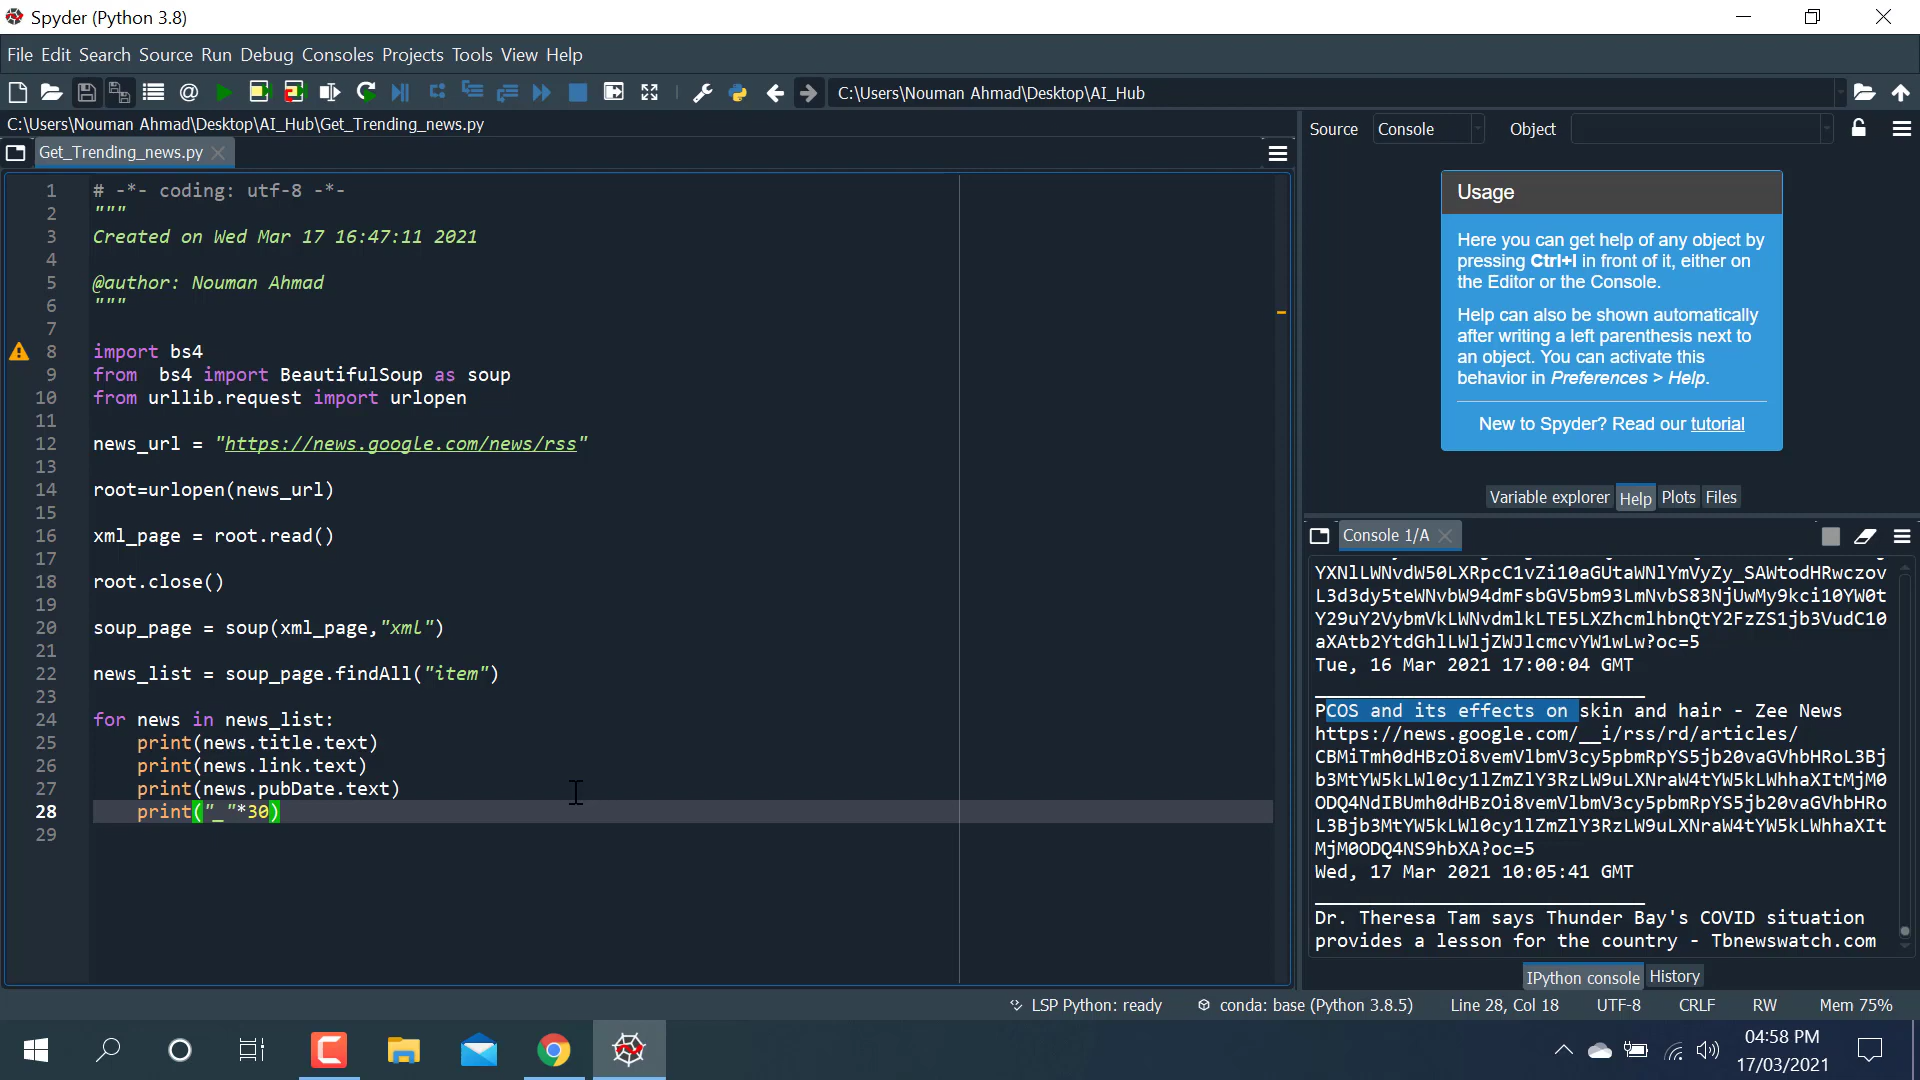 Spyder (Python 3.8)
File Edit Search Source Run Debug Consoles Projects Tools View Help
C:\Users\Nouman Ahmad\Desktop\AI_Hub
C:\Users\Nouman Ahmad\Desktop\AI_Hub\Get_Trending_news.py
Get_Trending_news.py
1 # -*- coding: utf-8 -*-
2 """
3 Created on Wed Mar 17 16:47:11 2021
4
5 @author: Nouman Ahmad
6 """
7
8 import bs4
9 from  bs4 import BeautifulSoup as soup
10 from urllib.request import urlopen
11
12 news_url = "https://news.google.com/news/rss"
13
14 root=urlopen(news_url)
15
16 xml_page = root.read()
17
18 root.close()
19
20 soup_page = soup(xml_page,"xml")
21
22 news_list = soup_page.findAll("item")
23
24 for news in news_list:
25     print(news.title.text)
26     print(news.link.text)
27     print(news.pubDate.text)
28     print("_"*30)
29
Source Console Object
Usage
Here you can get help of any object by
pressing Ctrl+I in front of it, either on
the Editor or the Console.
Help can also be shown automatically
after writing a left parenthesis next to
an object. You can activate this
behavior in Preferences > Help.
New to Spyder? Read our tutorial
Variable explorer Help Plots Files
Console 1/A
YXNlLWNvdW50LXRpcC1vZi10aGUtaWNlYmVyZy_SAWtodHRwczov
L3d3dy5teWNvbW94dmFsbGV5bm93LmNvbS83NjUwMy9kci10YW0t
Y29uY2VybmVkLWNvdmlkLTE5LXZhcmlhbnQtY2FzZS1jb3VudC10
aXAtb2YtdGhlLWljZWJlcmcvYW1wLw?oc=5
Tue, 16 Mar 2021 17:00:04 GMT
______________________________
PCOS and its effects on skin and hair - Zee News
https://news.google.com/__i/rss/rd/articles/
CBMiTmh0dHBzOi8vemVlbmV3cy5pbmRpYS5jb20vaGVhbHRoL3Bj
b3MtYW5kLWl0cy1lZmZlY3RzLW9uLXNraW4tYW5kLWhhaXItMjM0
ODQ4NdIBUmh0dHBzOi8vemVlbmV3cy5pbmRpYS5jb20vaGVhbHRo
L3Bjb3MtYW5kLWl0cy1lZmZlY3RzLW9uLXNraW4tYW5kLWhhaXIt
MjM0ODQ4NS9hbXA?oc=5
Wed, 17 Mar 2021 10:05:41 GMT
______________________________
Dr. Theresa Tam says Thunder Bay's COVID situation
provides a lesson for the country - Tbnewswatch.com
IPython console History
LSP Python: ready conda: base (Python 3.8.5) Line 28, Col 18 UTF-8 CRLF RW Mem 75%
04:58 PM
17/03/2021